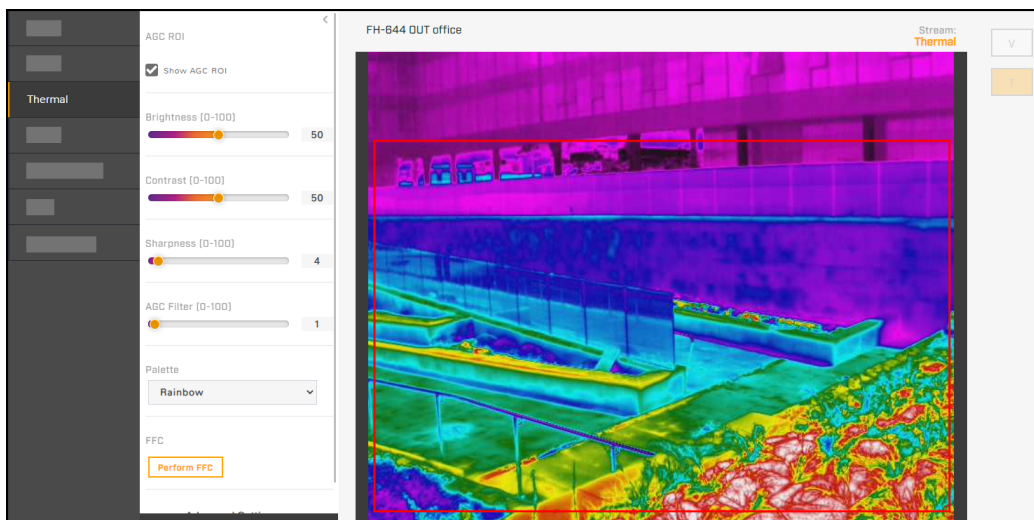 Thermal
AGC ROI
Show AGC ROI
Brightness (0-100)
50
Contrast (0-100)
50
Sharpness (0-100)
4
AGC Filter (0-100)
1
Palette
Rainbow
FFC
Perform FFC
FH-644 OUT office
Stream:
Thermal
V
T